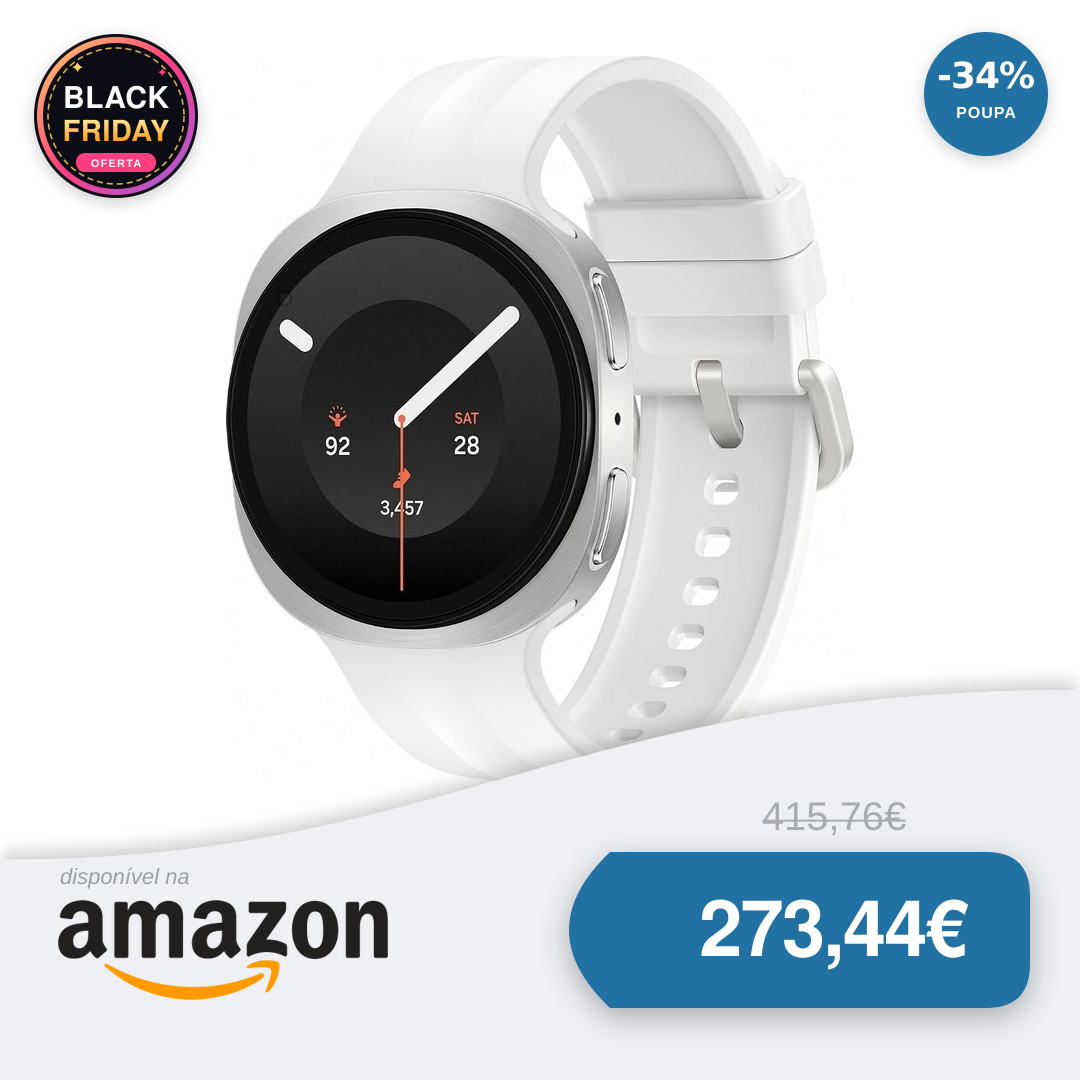 BLACK
FRIDAY
OFERTA
-34%
POUPA
92
SAT
28
3,457
415,76€
disponível na
amazon
273,44€